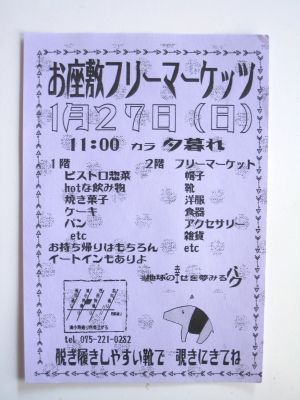 お座敷フリーマーケッツ
1月27日(日)
11:00 カラ 夕暮れ
1階
ビストロ惣菜
hotな飲み物
焼き菓子
ケーキ
パン
etc
お持ち帰りはもちろん
イートインもありよ
2階 フリーマーケット
帽子
靴
洋服
食器
アクセサリー
雑貨
etc
地球の幸せを夢みるバク
tel 075-221-0282
脱ぎ履きしやすい靴で 覗きにきてね